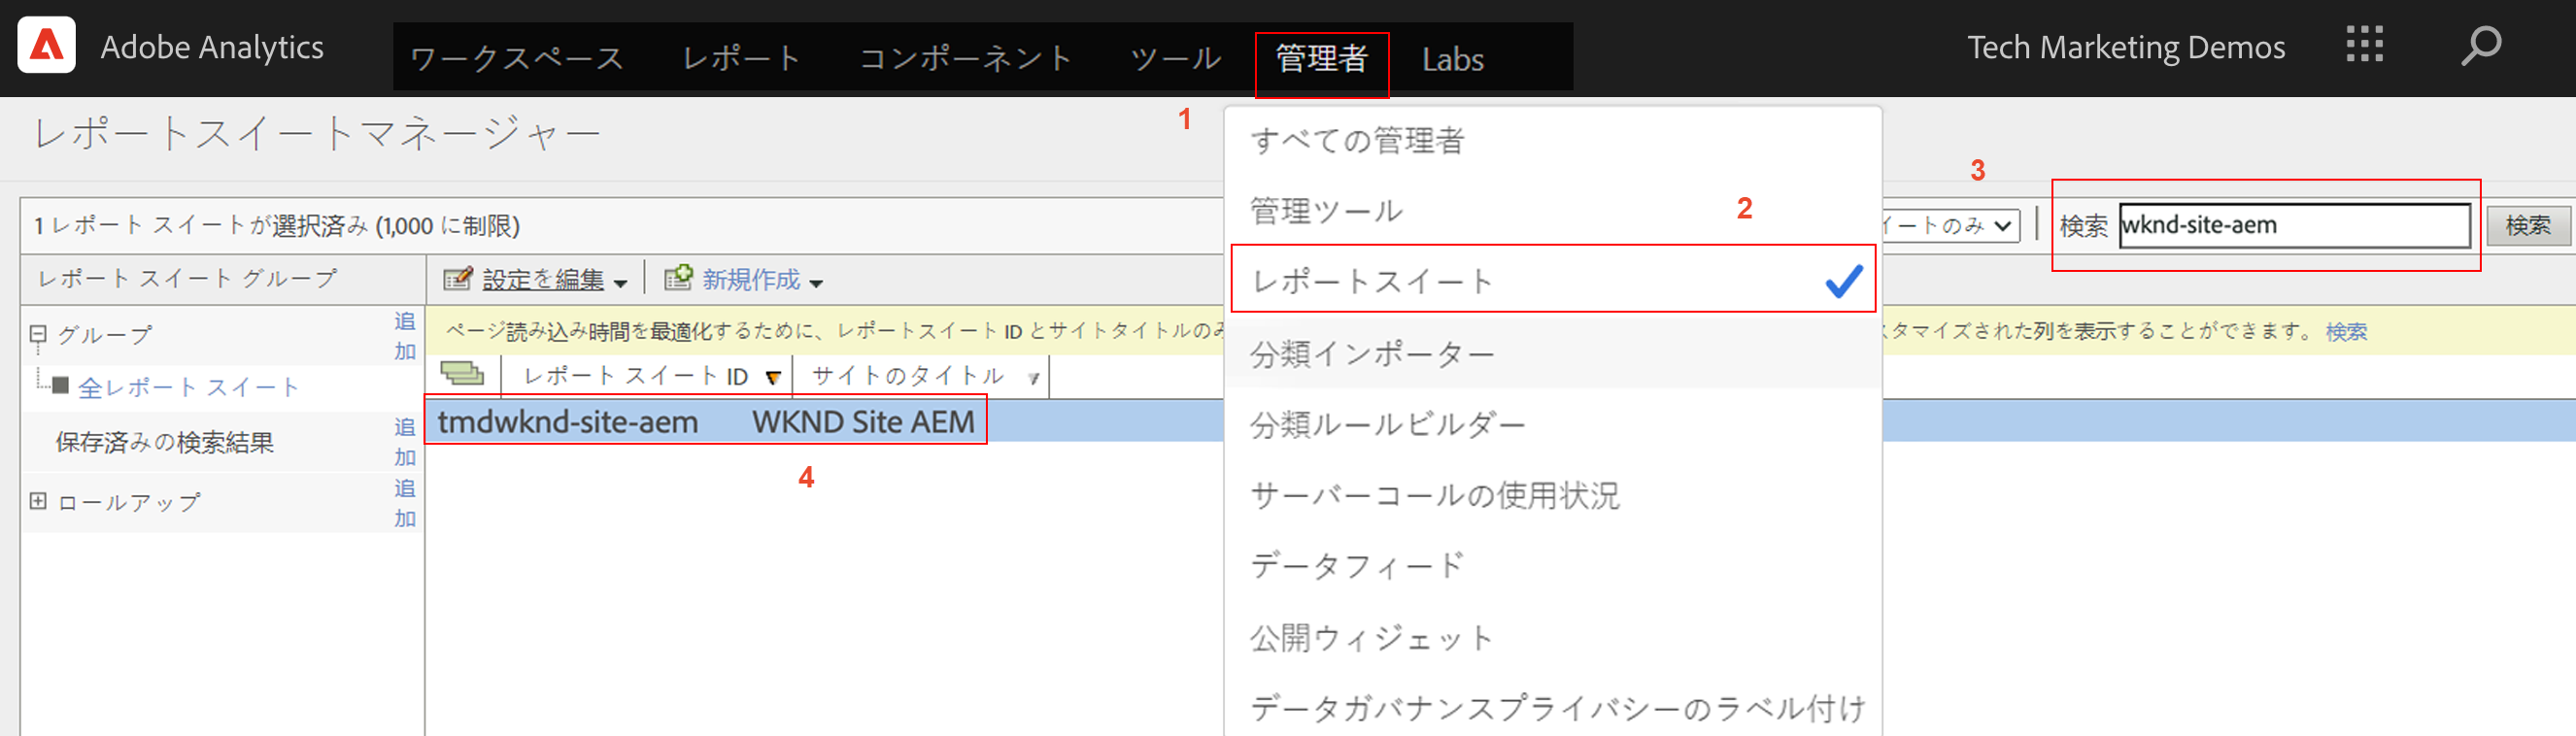 Adobe Analytics ワークスペース レポート コンポーネント ツール 管理者 Labs Tech Marketing Demos
1
レポートスイートマネージャー
すべての管理者
3
管理ツール
2
1 レポート スイートが選択済み (1,000 に制限)
イートのみ
検索 wknd-site-aem 検索
レポート スイート グループ
設定を編集 新規作成
レポートスイート
グループ 追加
ページ読み込み時間を最適化するために、レポートスイート ID とサイトタイトルのみ
スタマイズされた列を表示することができます。 検索
分類インポーター
全レポート スイート
レポート スイート ID サイトのタイトル
tmdwknd-site-aem WKND Site AEM
分類ルールビルダー
保存済みの検索結果 追加
4
サーバーコールの使用状況
ロールアップ 追加
データフィード
公開ウィジェット
データガバナンスプライバシーのラベル付け